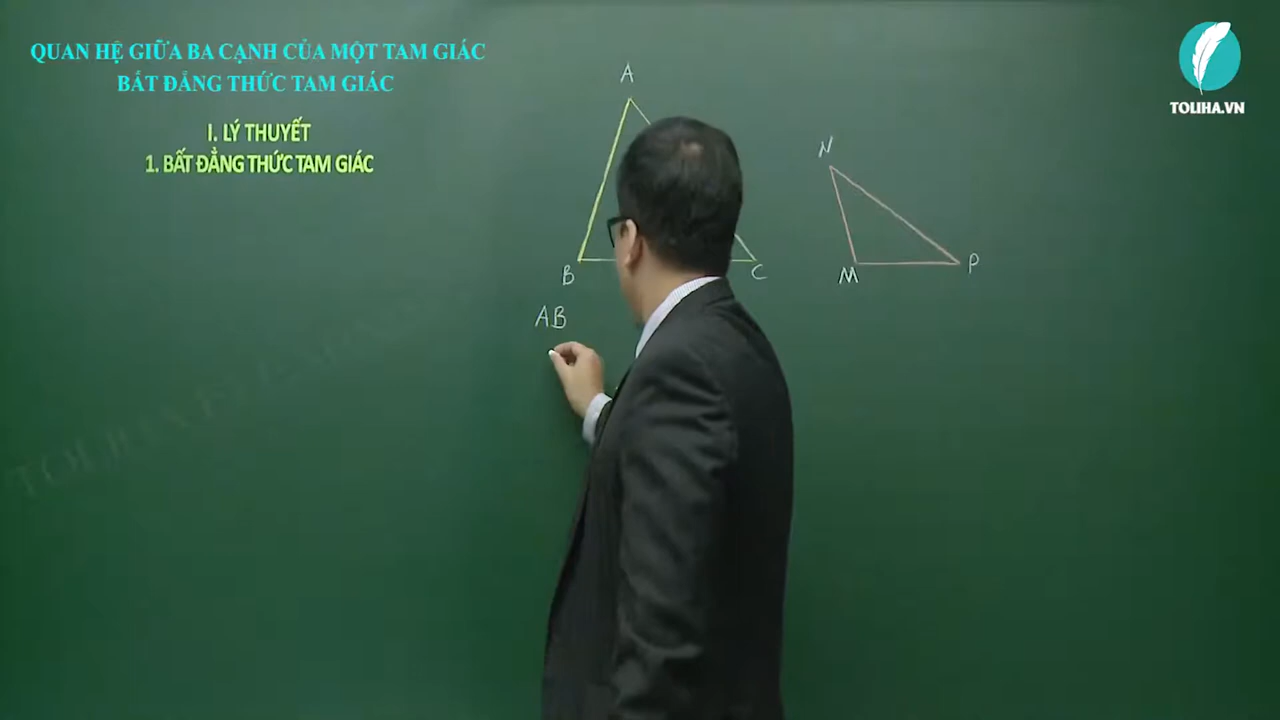 QUAN HỆ GIỮA BA CẠNH CỦA MỘT TAM GIÁC
BẤT ĐẲNG THỨC TAM GIÁC
I. LÝ THUYẾT
1. BẤT ĐẲNG THỨC TAM GIÁC
TOLIHA.VN
A
B
C
N
M
P
AB